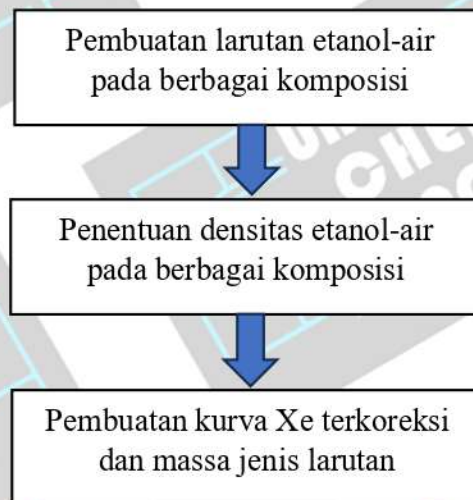 Pembuatan larutan etanol-air
pada berbagai komposisi
Penentuan densitas etanol-air
pada berbagai komposisi
Pembuatan kurva Xe terkoreksi
dan massa jenis larutan